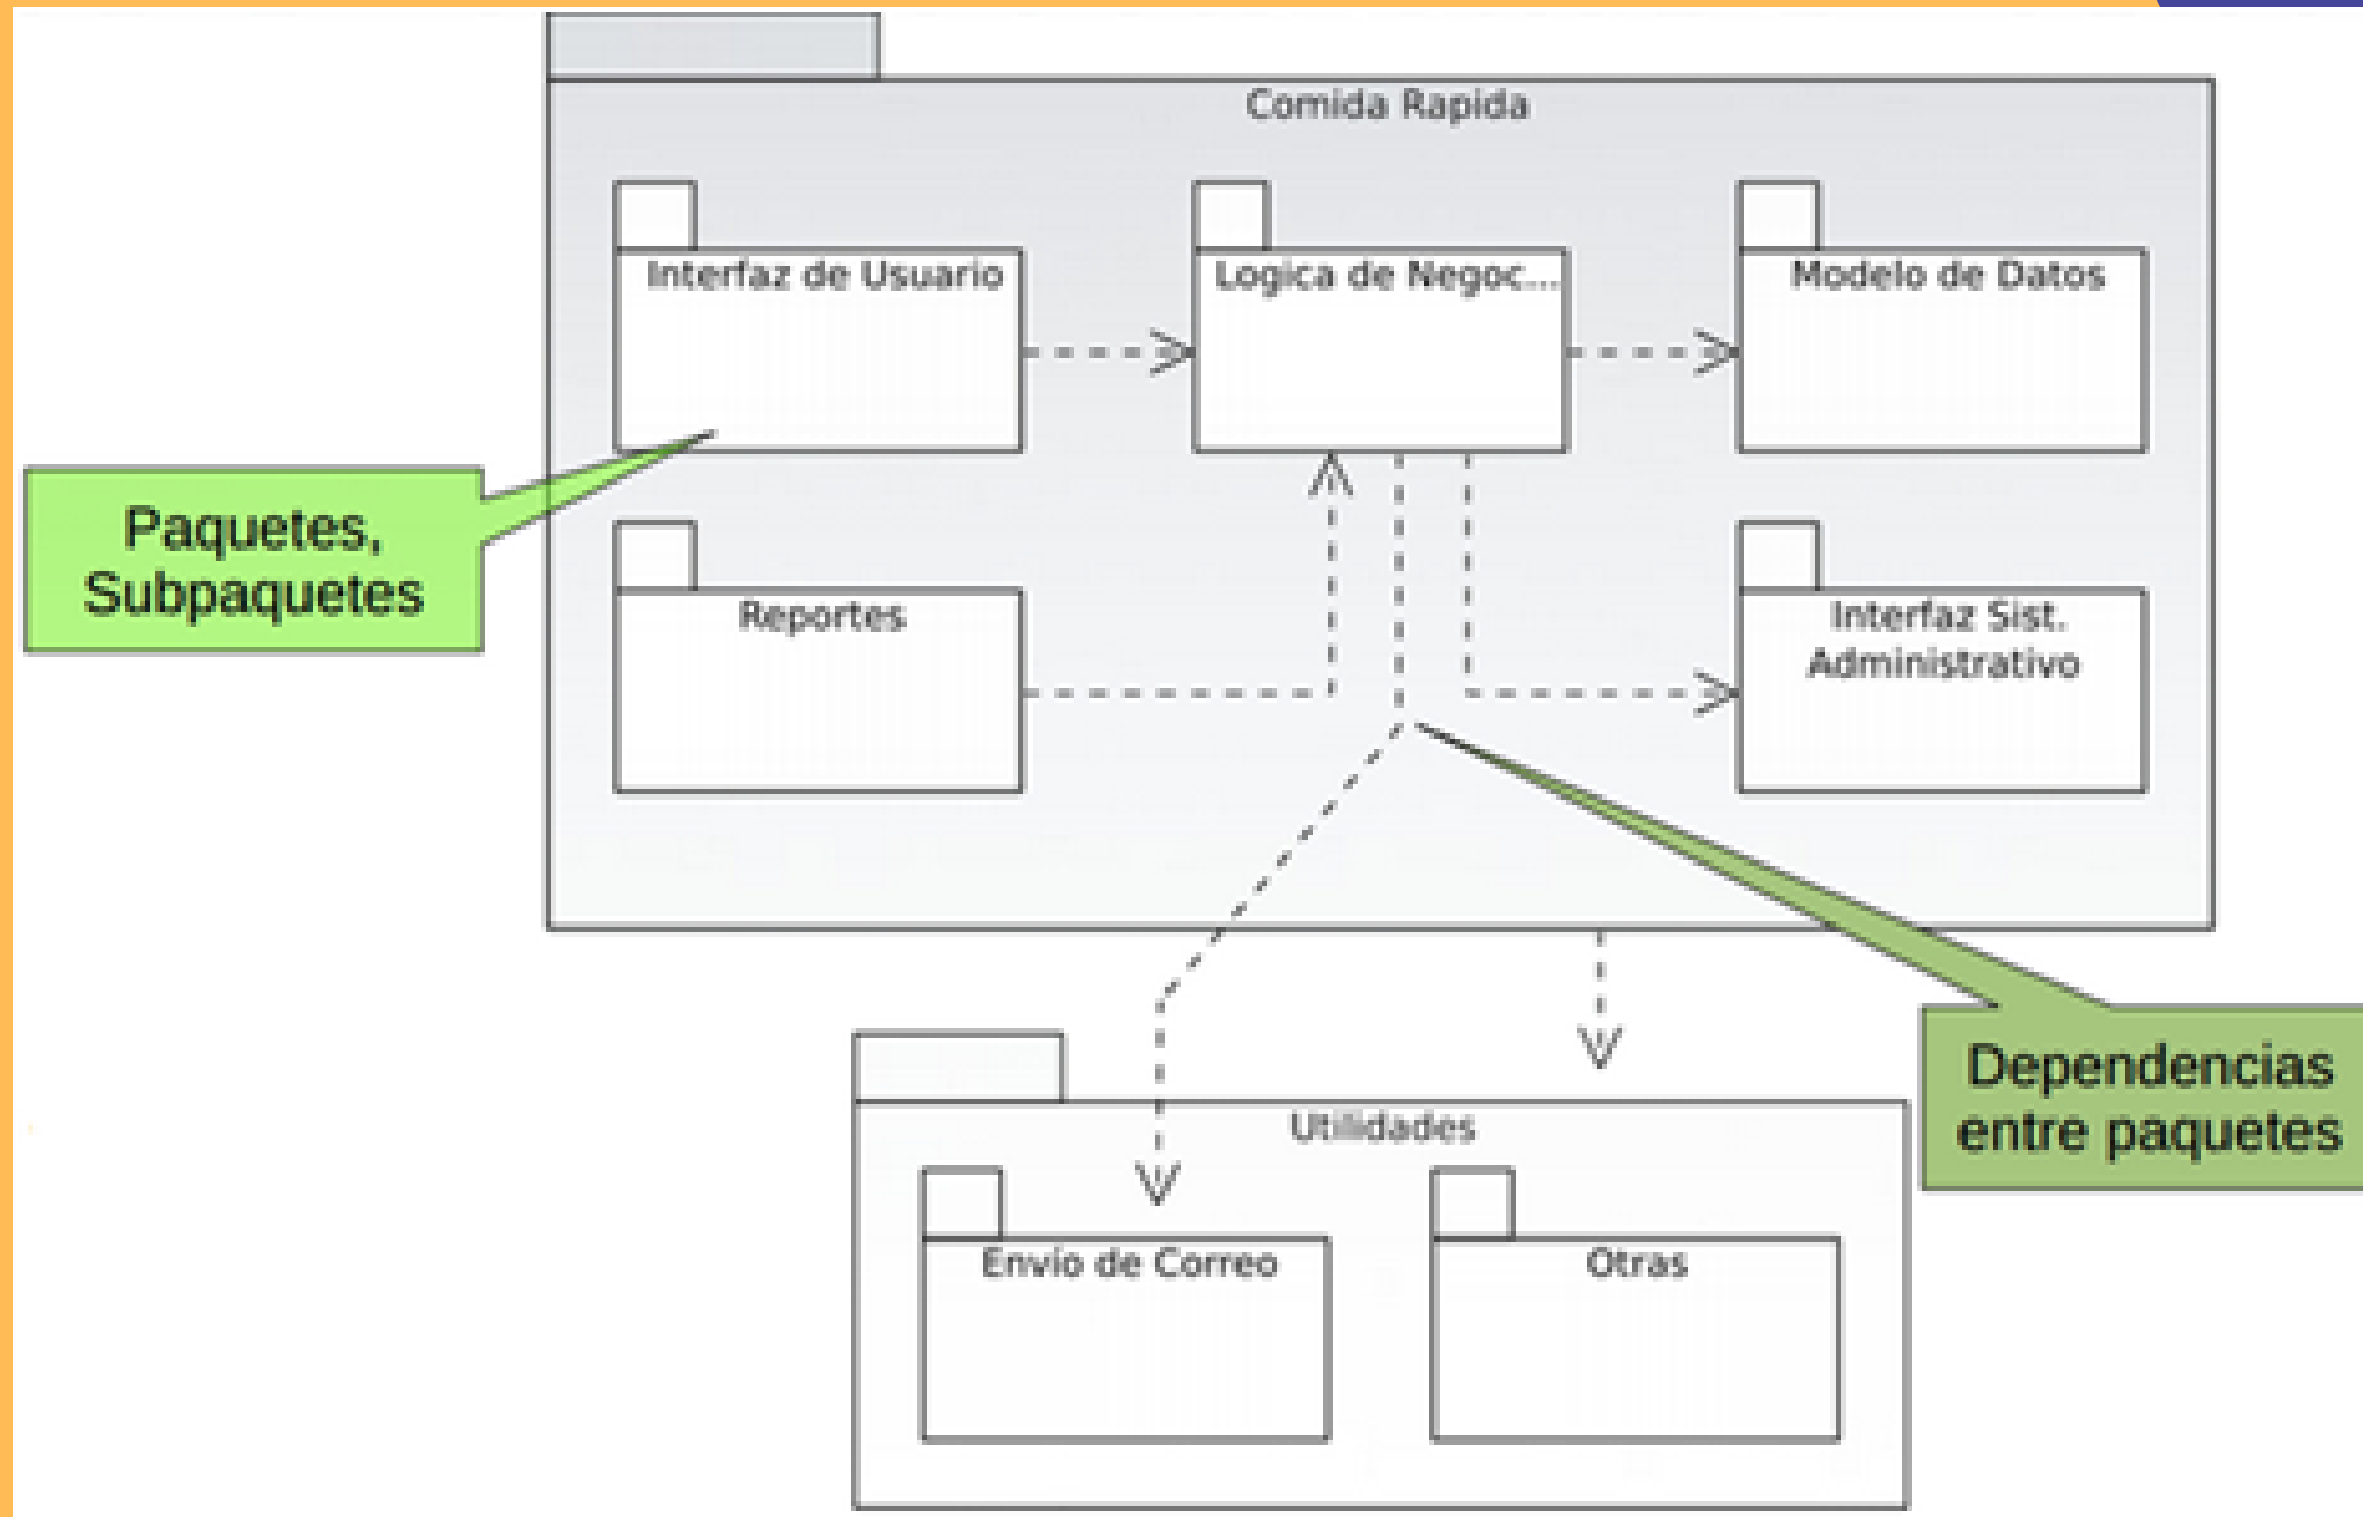 Comida Rapida
Interfaz de Usuario
Logica de Negoc...
Modelo de Datos
Paquetes,
Subpaquetes
Reportes
Interfaz Sist.
Administrativo
Dependencias
entre paquetes
Utilidades
Envio de Correo
Otras